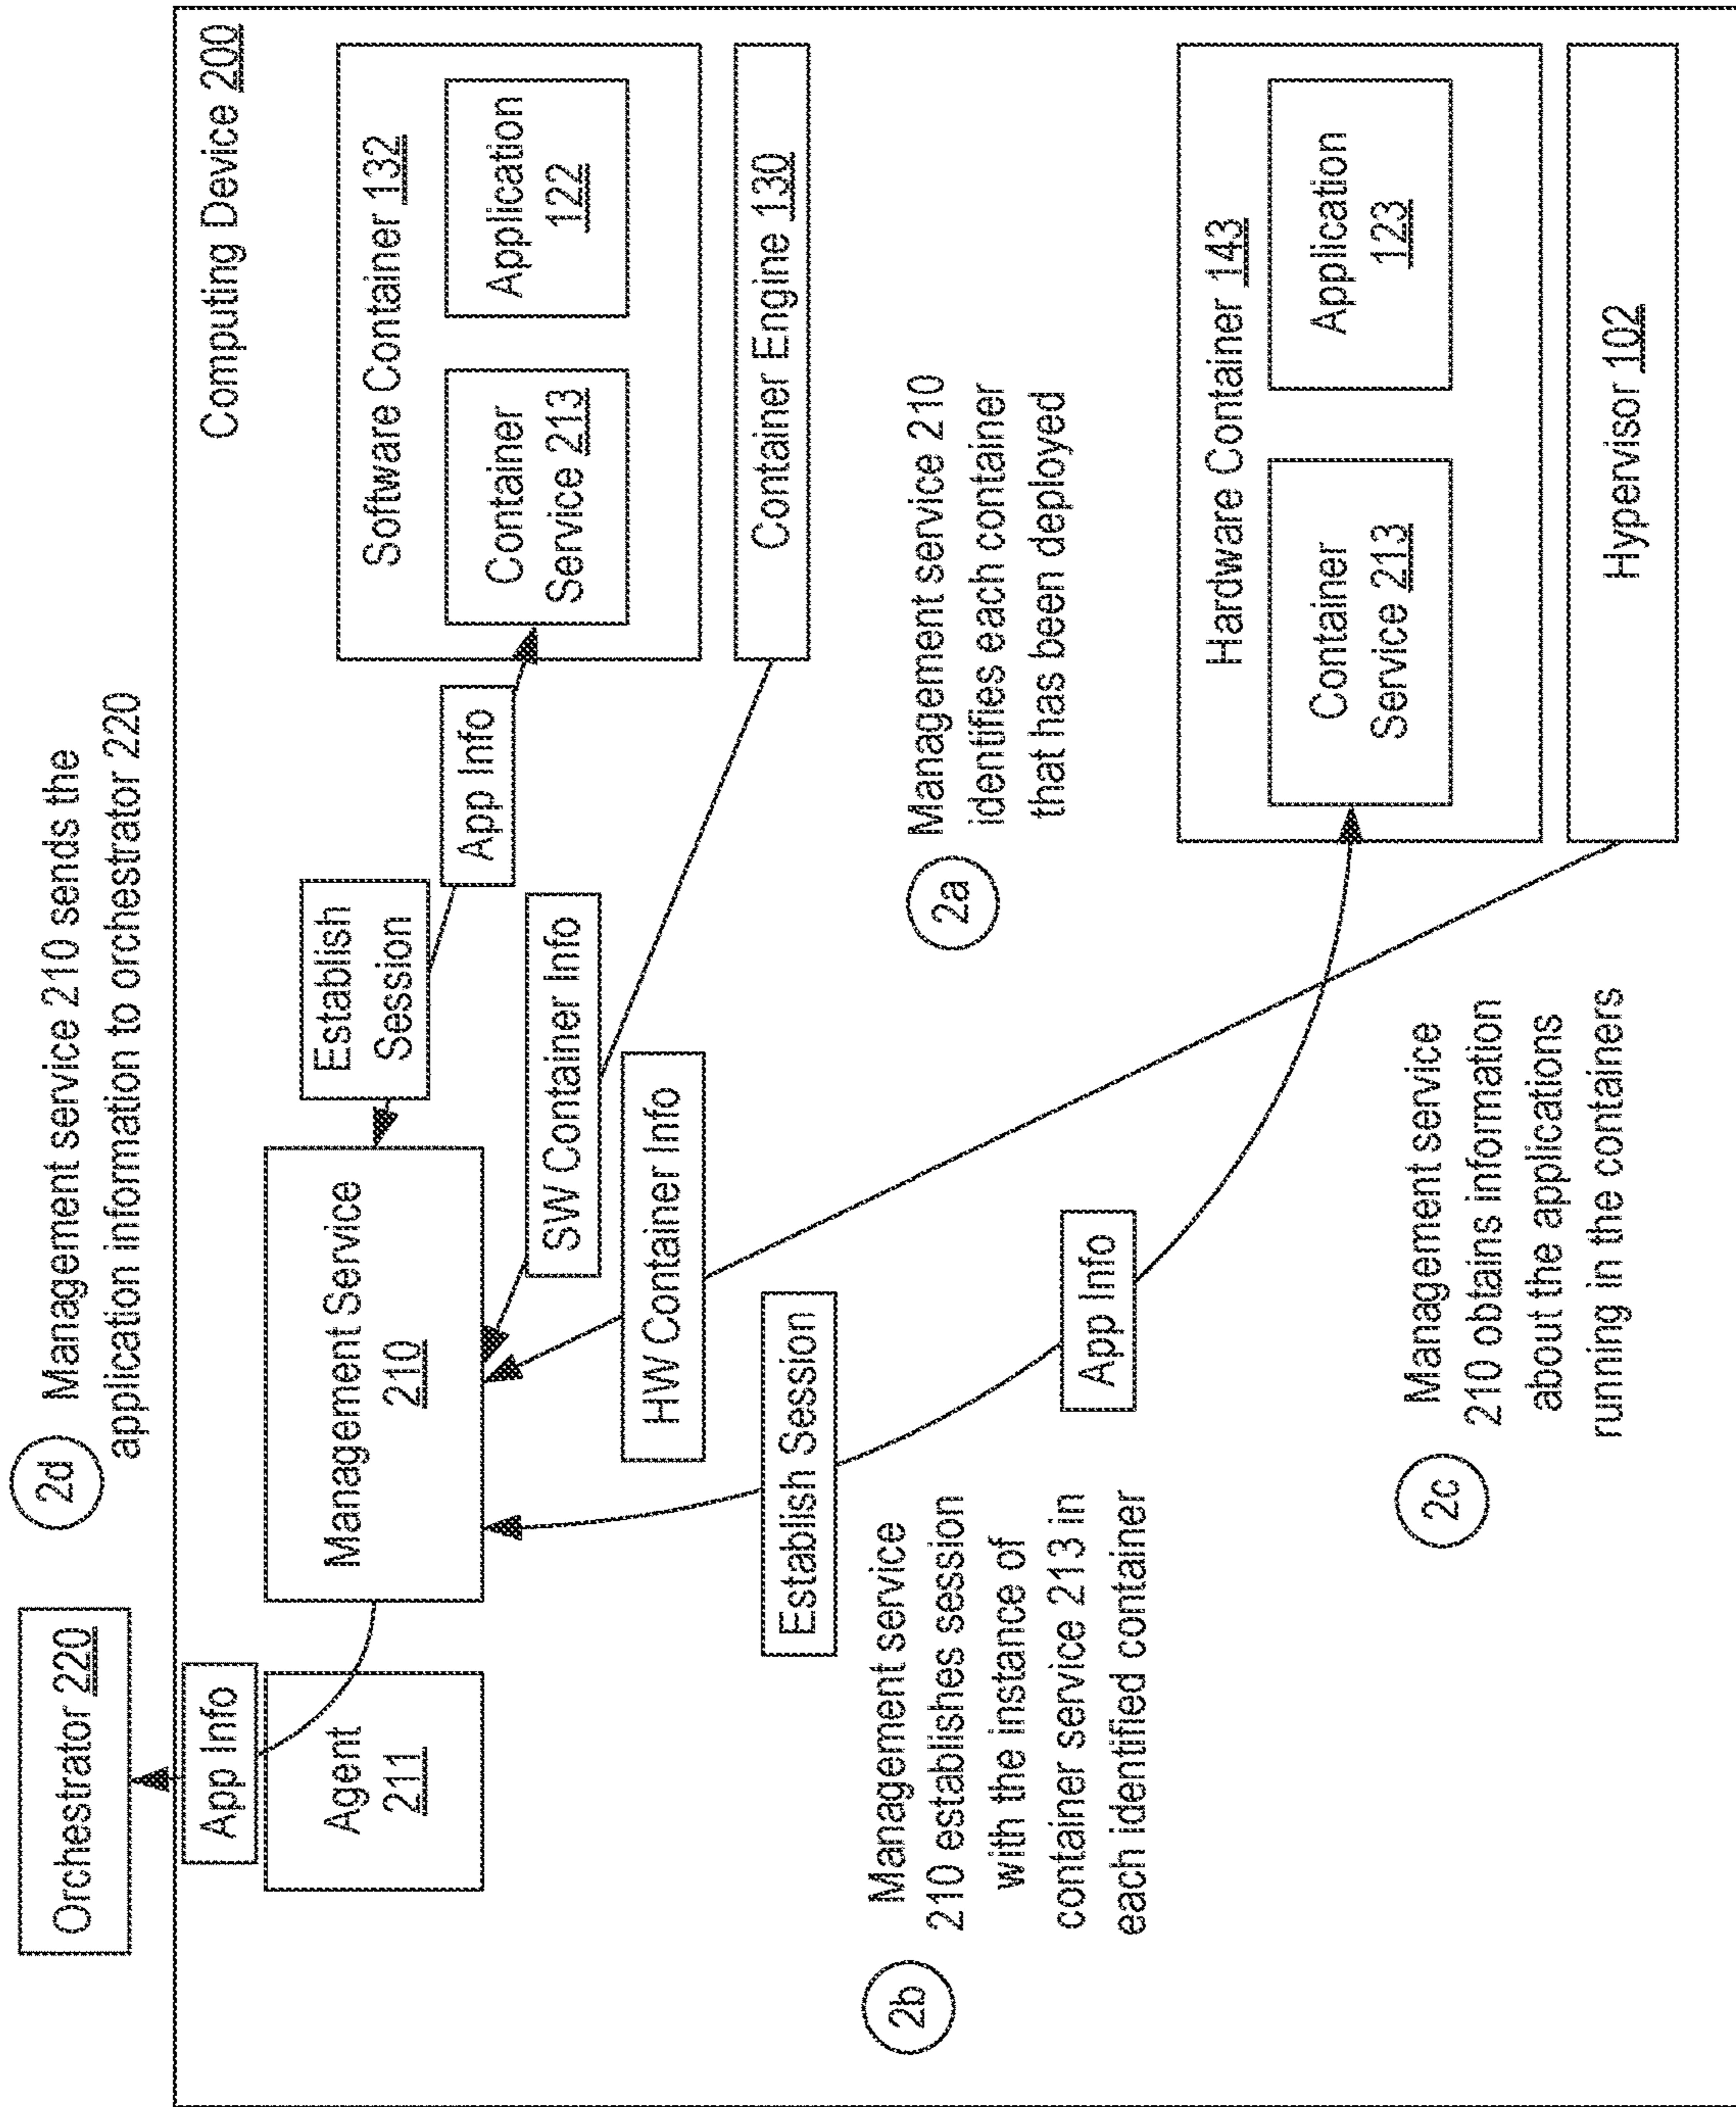 Orchestrator 220
2d
Management service 210 sends the
application information to orchestrator 220
App Info
Computing Device 200
Agent
211
Management Service
210
Establish
Session
App Info
Software Container 132
Container
Service 213
Application
122
SW Container Info
Container Engine 130
HW Container Info
Establish Session
2b
Management service
210 establishes session
with the instance of
container service 213 in
each identified container
2a
Management service 210
identifies each container
that has been deployed
App Info
Hardware Container 143
Container
Service 213
Application
123
2c
Management service
210 obtains information
about the applications
running in the containers
Hypervisor 102